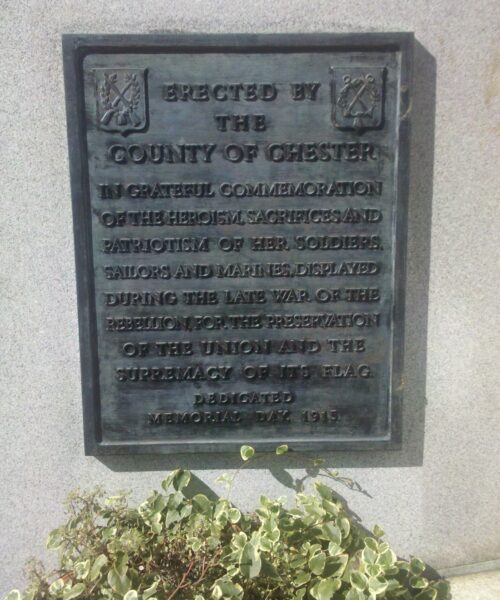 ERECTED BY
THE
COUNTY OF CHESTER
IN GRATEFUL COMMEMORATION
OF THE HEROISM, SACRIFICES AND
PATRIOTISM OF HER SOLDIERS,
SAILORS AND MARINES, DISPLAYED
DURING THE LATE WAR OF THE
REBELLION, FOR THE PRESERVATION
OF THE UNION AND THE
SUPREMACY OF ITS FLAG.
DEDICATED
MEMORIAL DAY, 1915.